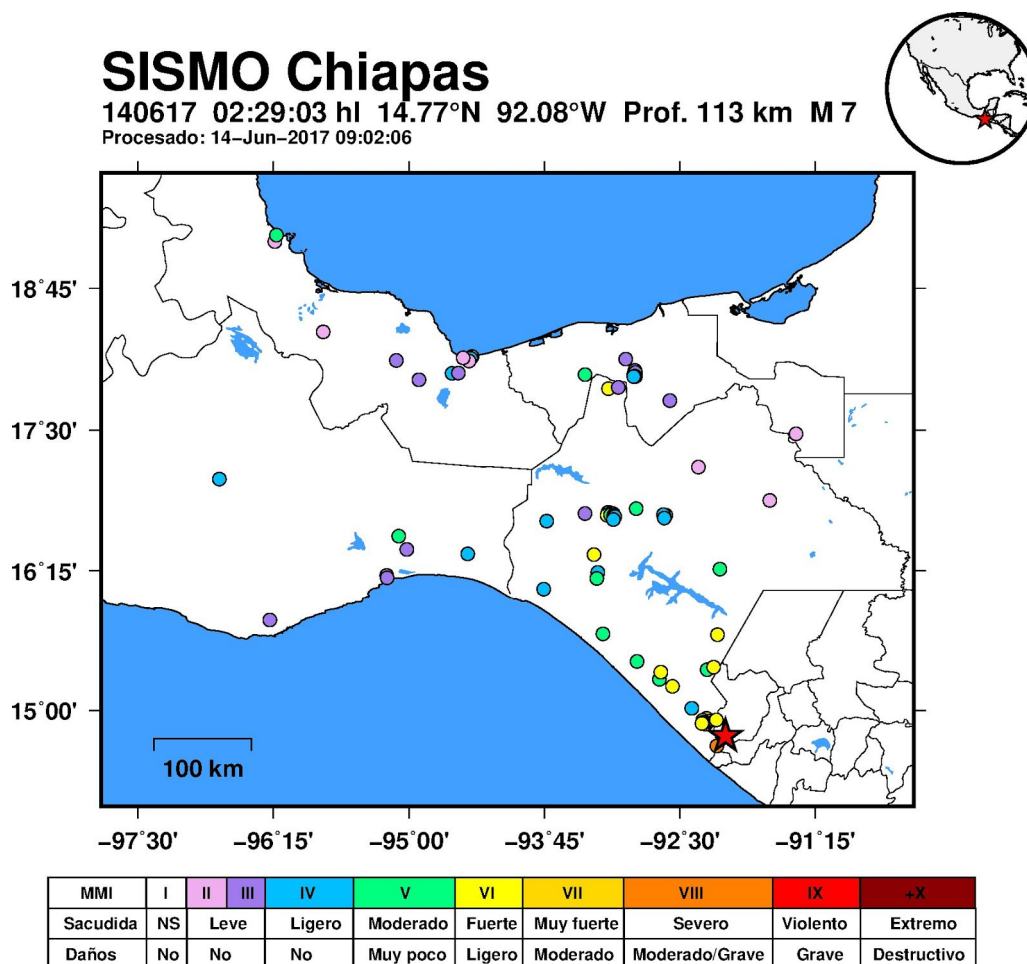 SISMO Chiapas
140617 02:29:03 hl 14.77°N 92.08°W Prof. 113 km M 7
Procesado: 14-Jun-2017 09:02:06
18°45'
17°30'
16°15'
15°00'
100 km
-97°30' -96°15' -95°00' -93°45' -92°30' -91°15'
MMI I II III IV V VI VII VIII IX +X
Sacudida NS Leve Ligero Moderado Fuerte Muy fuerte Severo Violento Extremo
Daños No No No Muy poco Ligero Moderado Moderado/Grave Grave Destructivo